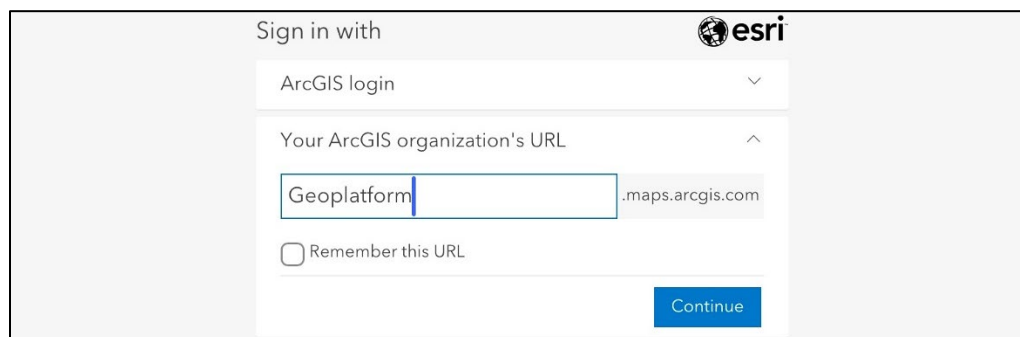 Sign in with
esri
ArcGIS login
Your ArcGIS organization's URL
Geoplatform .maps.arcgis.com
Remember this URL
Continue